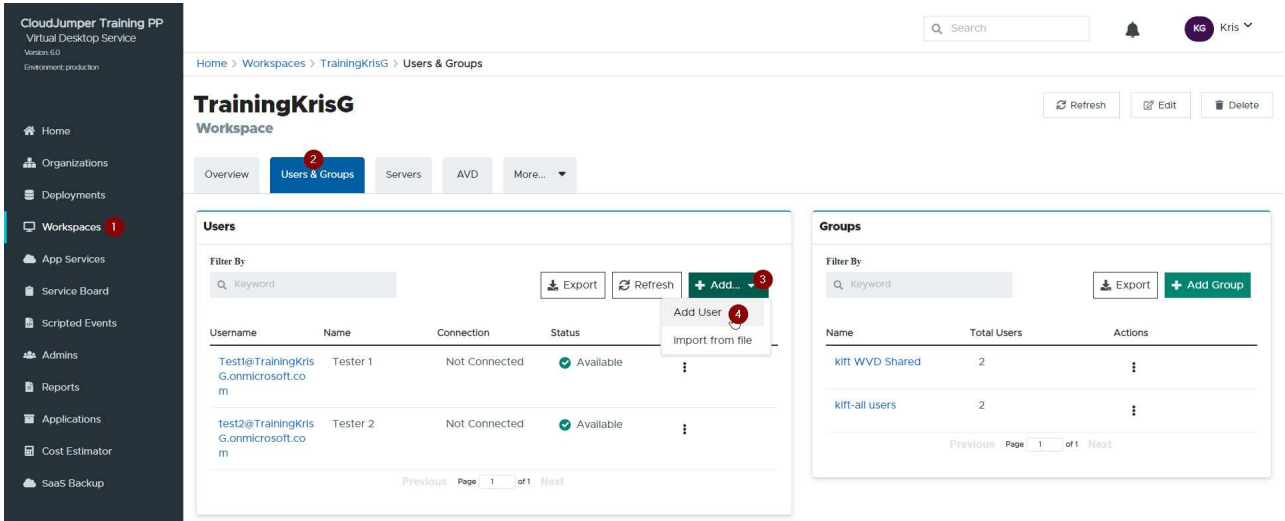 CloudJumper Training PP
Virtual Desktop Service
Version: 6.0
Environment: production
Search
KG Kris
Home > Workspaces > TrainingKrisG > Users & Groups
TrainingKrisG
Workspace
Refresh Edit Delete
Home
Organizations
Deployments
Workspaces 1
App Services
Service Board
Scripted Events
Admins
Reports
Applications
Cost Estimator
SaaS Backup
2
Overview Users & Groups Servers AVD More...
Users
Filter By
Keyword Export Refresh + Add... 3
Add User 4
Import from file
Username Name Connection Status
Test1@TrainingKris Tester 1 Not Connected Available
G.onmicrosoft.co
m
test2@TrainingKris Tester 2 Not Connected Available
G.onmicrosoft.co
m
Previous Page 1 of 1 Next
Groups
Filter By
Keyword Export + Add Group
Name Total Users Actions
kift WVD Shared 2
kift-all users 2
Previous Page 1 of 1 Next